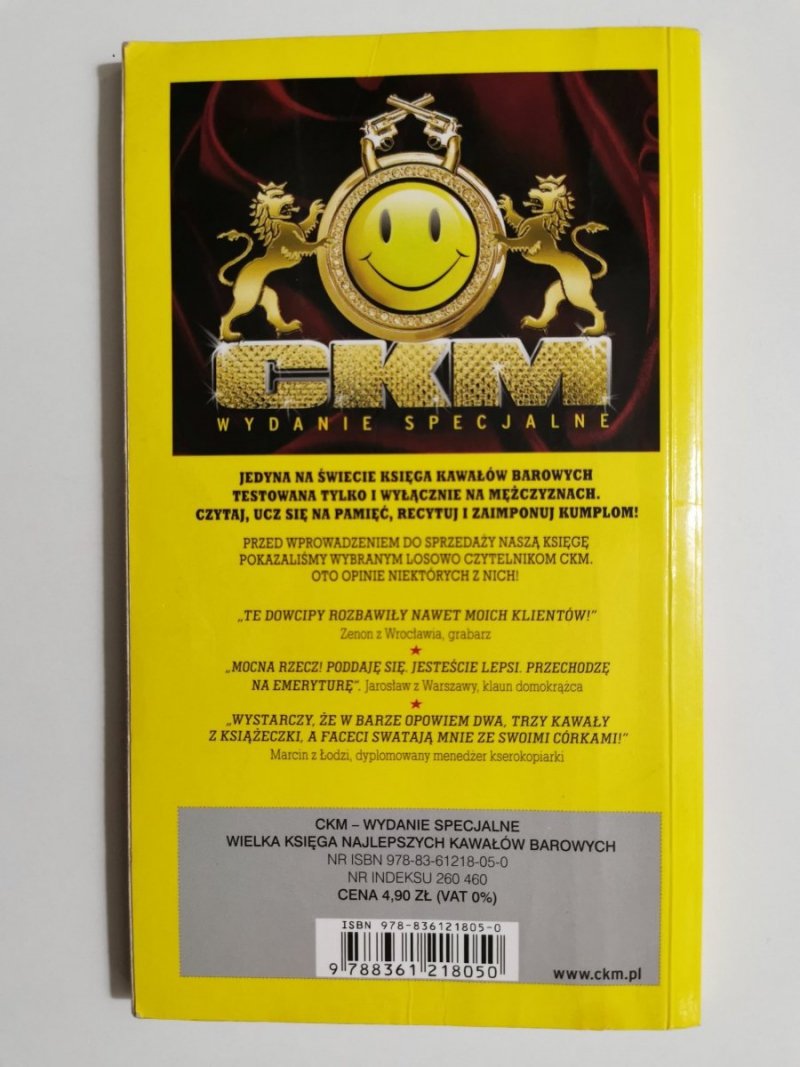 CKM
WYDANIE SPECJALNE
JEDYNA NA ŚWIECIE KSIĘGA KAWAŁÓW BAROWYCH
TESTOWANA TYLKO I WYŁĄCZNIE NA MĘŻCZYZNACH.
CZYTAJ, UCZ SIĘ NA PAMIĘĆ, RECYTUJ I ZAIMPONUJ KUMPLOM!
PRZED WPROWADZENIEM DO SPRZEDAŻY NASZĄ KSIĘGĘ
POKAZALIŚMY WYBRANYM LOSOWO CZYTELNIKOM CKM.
OTO OPINIE NIEKTÓRYCH Z NICH!
„TE DOWCIPY ROZBAWIŁY NAWET MOICH KLIENTÓW!"
Zenon z Wrocławia, grabarz
„MOCNA RZECZ! PODDAJĘ SIĘ. JESTEŚCIE LEPSI. PRZECHODZĘ
NA EMERYTURĘ". Jarosław z Warszawy, klaun domokrążca
„WYSTARCZY, ŻE W BARZE OPOWIEM DWA, TRZY KAWAŁY
Z KSIĄŻECZKI, A FACECI SWATAJĄ MNIE ZE SWOIMI CÓRKAMI!"
Marcin z Łodzi, dyplomowany menedżer kserokopiarki
CKM – WYDANIE SPECJALNE
WIELKA KSIĘGA NAJLEPSZYCH KAWAŁÓW BAROWYCH
NR ISBN 978-83-61218-05-0
NR INDEKSU 260 460
CENA 4,90 ZŁ (VAT 0%)
ISBN 978-836121805-0
9 788361 218050
www.ckm.pl